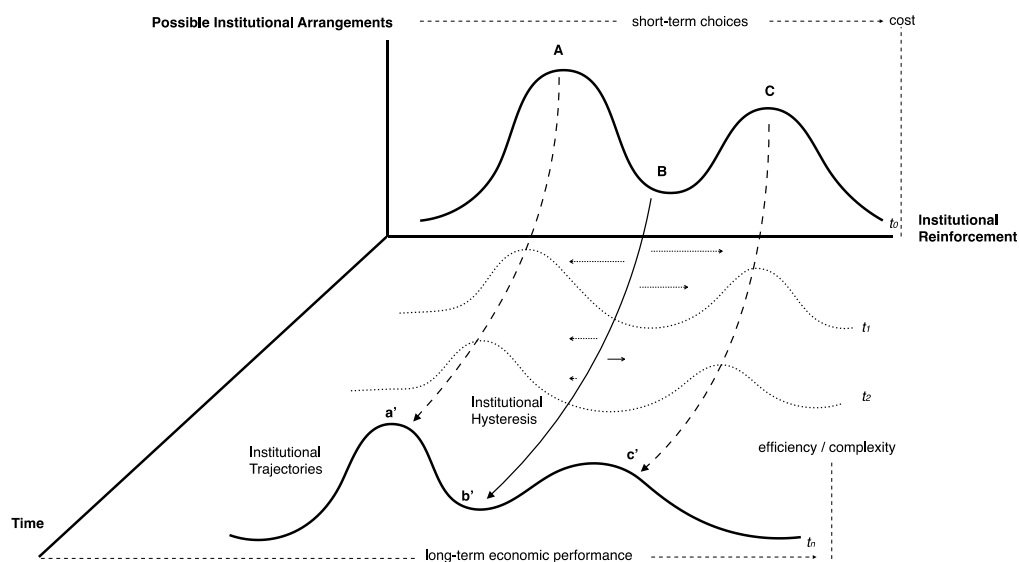 Possible Institutional Arrangements
short-term choices
cost
A
C
B
t0
Institutional
Reinforcement
t1
t2
Institutional
Hysteresis
a'
Institutional
Trajectories
efficiency / complexity
c'
b'
Time
tn
long-term economic performance